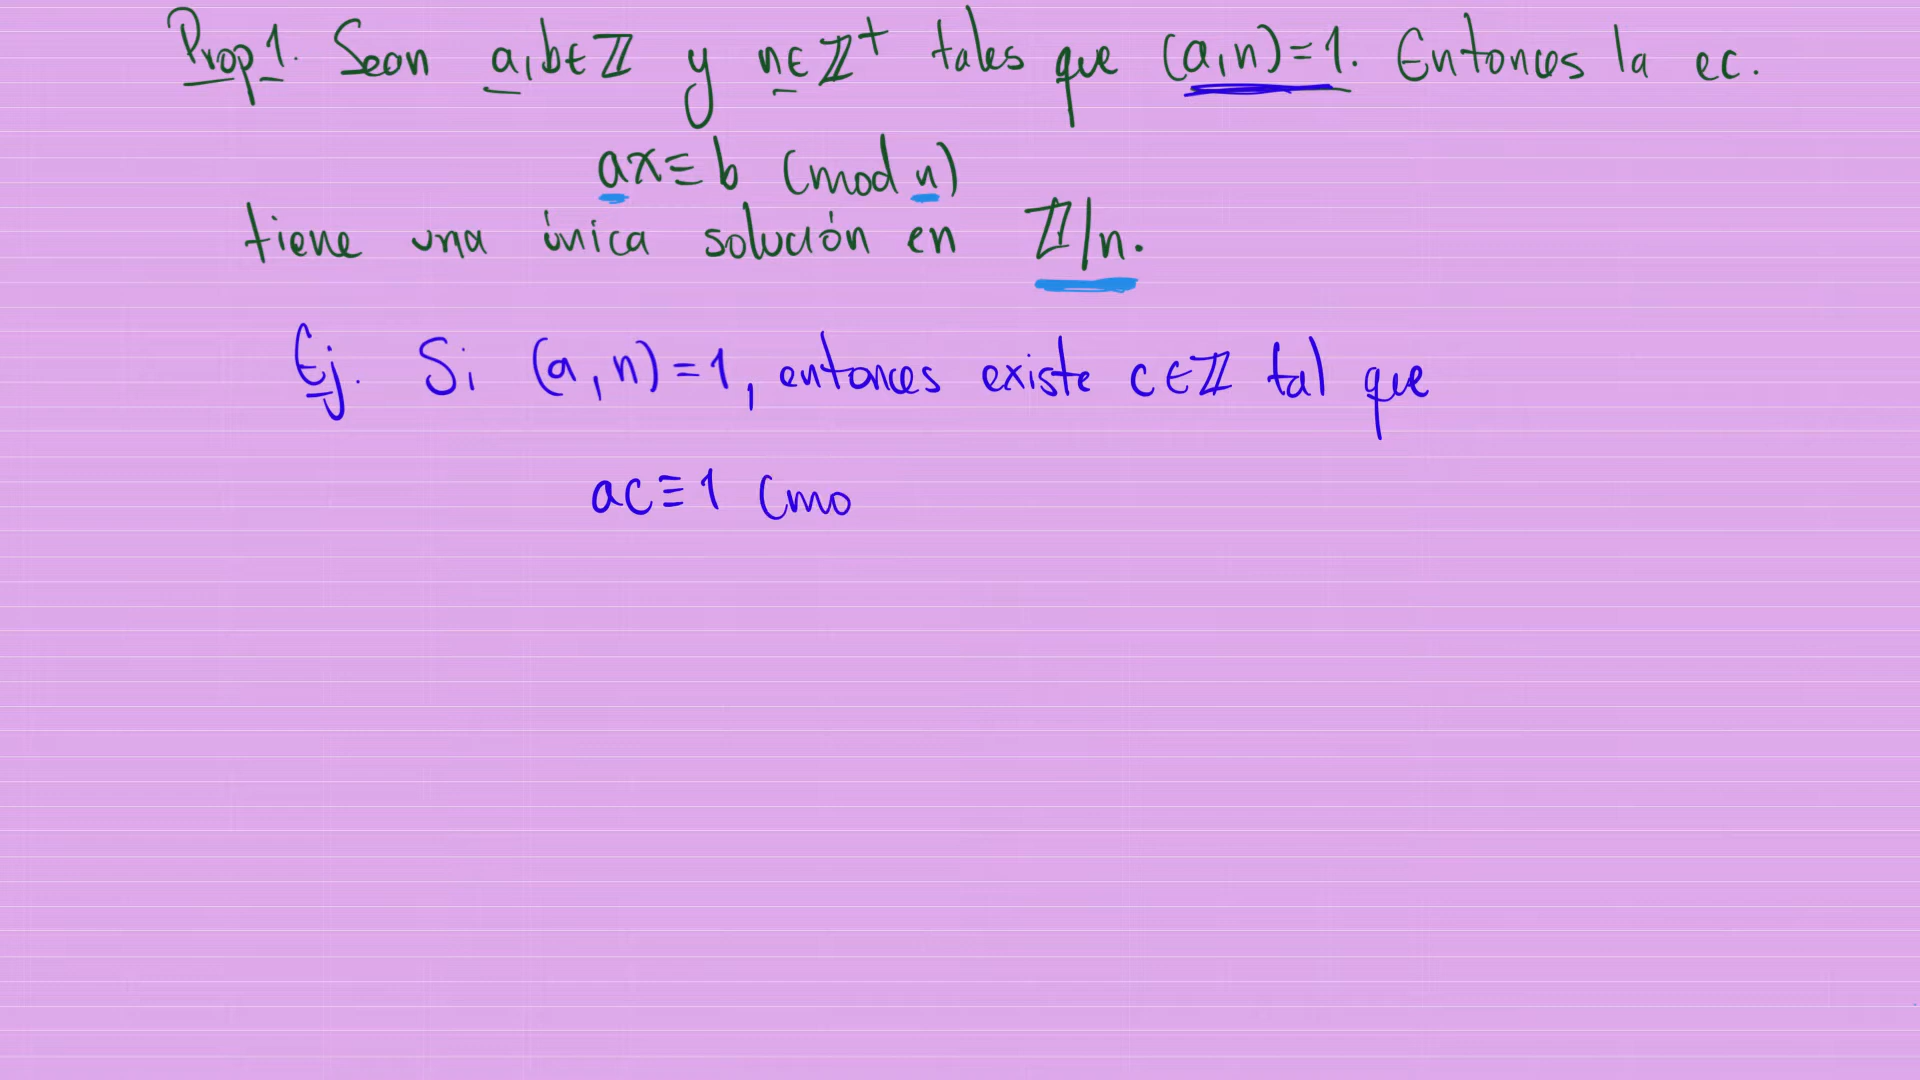 Prop 1. Sean a, b ∈ ℤ y n ∈ ℤ⁺ tales que (a, n) = 1. Entonces la ec.
ax ≡ b (mod n)
tiene una única solución en ℤ/n.
Ej. Si (a, n) = 1, entonces existe c ∈ ℤ tal que
ac ≡ 1 (mo